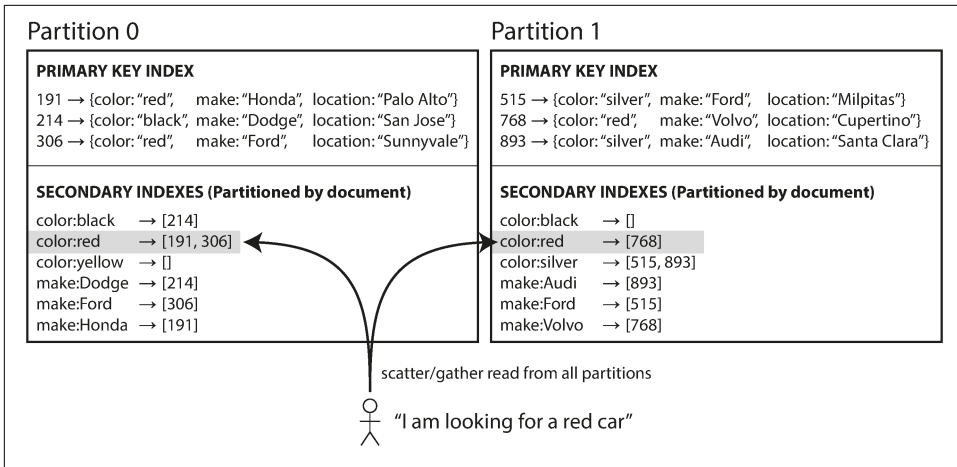 Partition 0
PRIMARY KEY INDEX
191 → {color: “red”, make: “Honda”, location: “Palo Alto”}
214 → {color: “black”, make: “Dodge”, location: “San Jose”}
306 → {color: “red”, make: “Ford”, location: “Sunnyvale”}
SECONDARY INDEXES (Partitioned by document)
color:black → [214]
color:red → [191, 306]
color:yellow → []
make:Dodge → [214]
make:Ford → [306]
make:Honda → [191]
Partition 1
PRIMARY KEY INDEX
515 → {color: “silver”, make: “Ford”, location: “Milpitas”}
768 → {color: “red”, make: “Volvo”, location: “Cupertino”}
893 → {color: “silver”, make: “Audi”, location: “Santa Clara”}
SECONDARY INDEXES (Partitioned by document)
color:black → []
color:red → [768]
color:silver → [515, 893]
make:Audi → [893]
make:Ford → [515]
make:Volvo → [768]
scatter/gather read from all partitions
“I am looking for a red car”